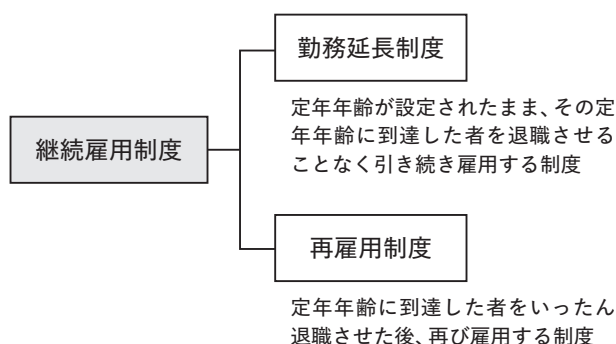 継続雇用制度
勤務延長制度
定年年齢が設定されたまま、その定
年年齢に到達した者を退職させる
ことなく引き続き雇用する制度
再雇用制度
定年年齢に到達した者をいったん
退職させた後、再び雇用する制度